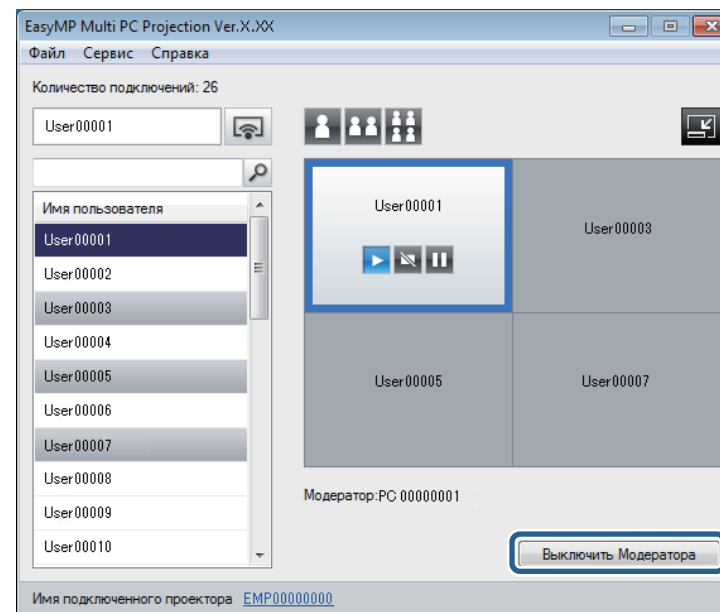 EasyMP Multi PC Projection Ver.X.XX
Файл Сервис Справка
Количество подключений: 26
User00001
Имя пользователя
User00001
User00002
User00003
User00004
User00005
User00006
User00007
User00008
User00009
User00010
User00001
User00003
User00005
User00007
Модератор:PC 00000001
Выключить Модератора
Имя подключенного проектора EMP00000000